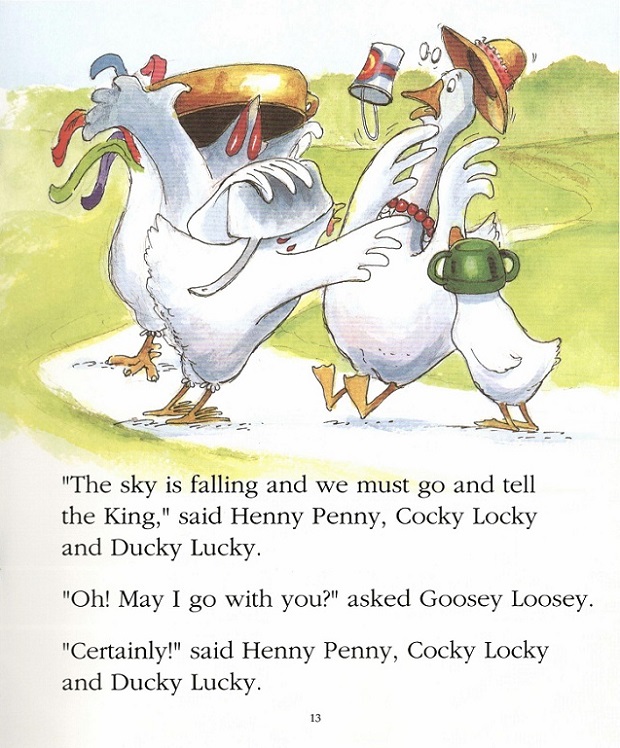 "The sky is falling and we must go and tell
the King," said Henny Penny, Cocky Locky
and Ducky Lucky.
"Oh! May I go with you?" asked Goosey Loosey.
"Certainly!" said Henny Penny, Cocky Locky
and Ducky Lucky.
13